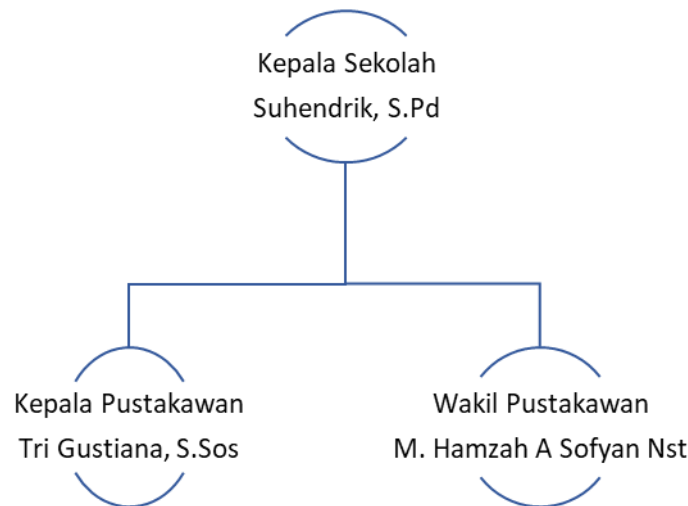 Kepala Sekolah
Suhendrik, S.Pd
Kepala Pustakawan
Tri Gustiana, S.Sos
Wakil Pustakawan
M. Hamzah A Sofyan Nst